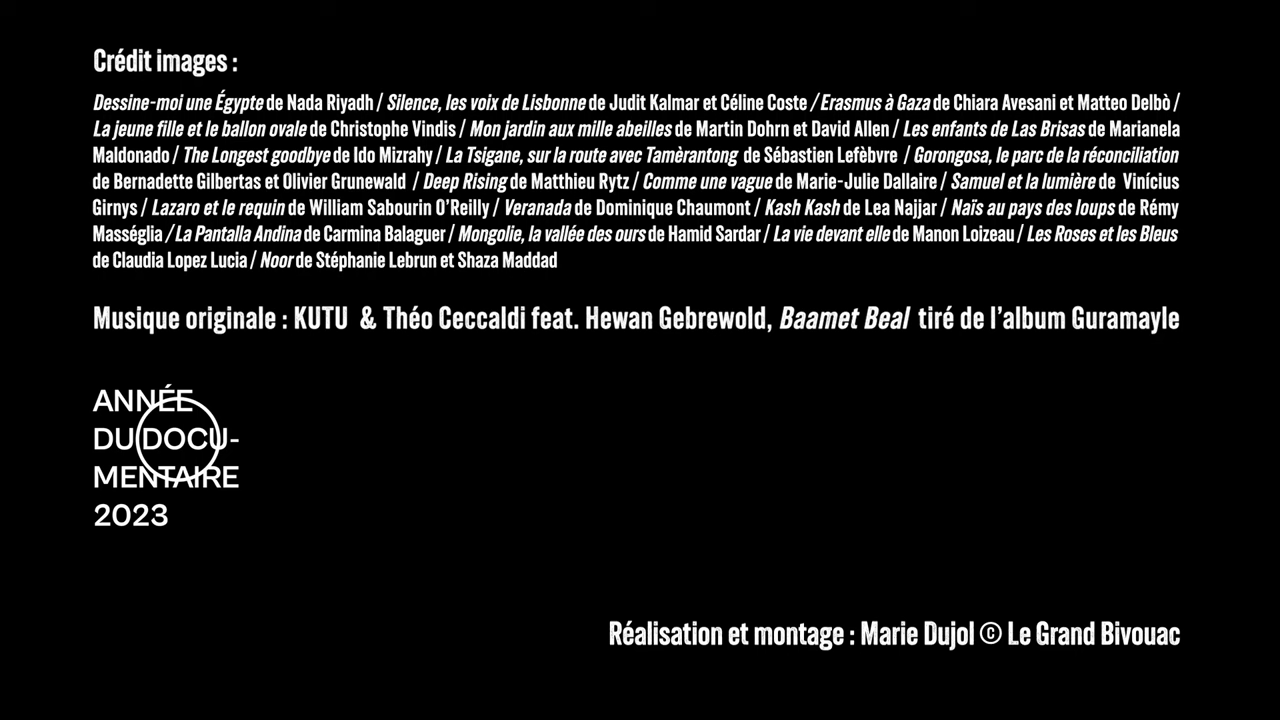 Crédit images :
Dessine-moi une Égypte de Nada Riyadh / Silence, les voix de Lisbonne de Judit Kalmar et Céline Coste / Erasmus à Gaza de Chiara Avesani et Matteo Delbò /
La jeune fille et le ballon ovale de Christophe Vindis / Mon jardin aux mille abeilles de Martin Dohrn et David Allen / Les enfants de Las Brisas de Marianela
Maldonado / The Longest goodbye de Ido Mizrahy / La Tsigane, sur la route avec Tamèrantong de Sébastien Lefèbvre / Gorongosa, le parc de la réconciliation
de Bernadette Gilbertas et Olivier Grunewald / Deep Rising de Matthieu Rytz / Comme une vague de Marie-Julie Dallaire / Samuel et la lumière de Vinícius
Girnys / Lazaro et le requin de William Sabourin O'Reilly / Veranada de Dominique Chaumont / Kash Kash de Lea Najjar / Naïs au pays des loups de Rémy
Masséglia / La Pantalla Andina de Carmina Balaguer / Mongolie, la vallée des ours de Hamid Sardar / La vie devant elle de Manon Loizeau / Les Roses et les Bleus
de Claudia Lopez Lucia / Noor de Stéphanie Lebrun et Shaza Maddad
Musique originale : KUTU & Théo Ceccaldi feat. Hewan Gebrewold, Baamet Beal tiré de l'album Guramayle
ANNÉE
DU DOCU-
MENTAIRE
2023
Réalisation et montage : Marie Dujol © Le Grand Bivouac